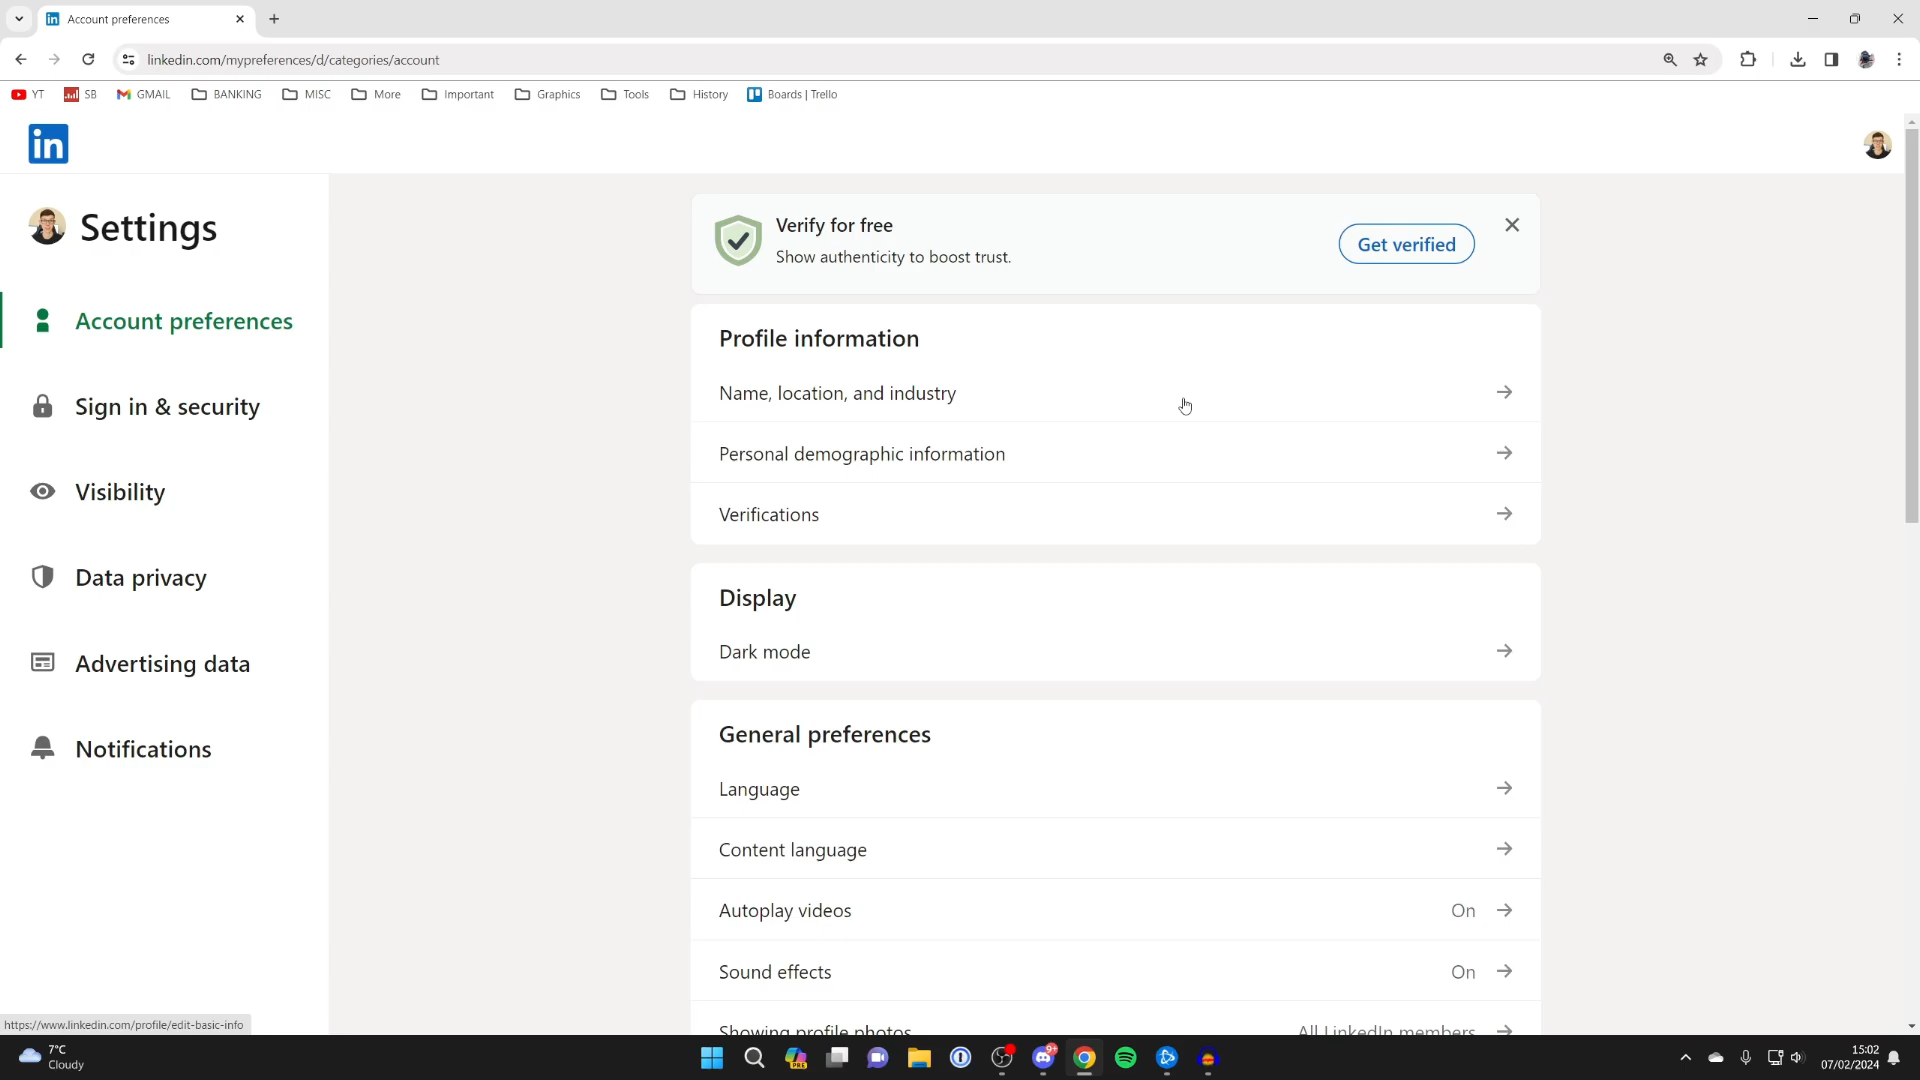 Account preferences
linkedin.com/mypreferences/d/categories/account
YT SB GMAIL BANKING MISC More Important Graphics Tools History Boards | Trello
in
Settings
Account preferences
Sign in & security
Visibility
Data privacy
Advertising data
Notifications
Verify for free
Show authenticity to boost trust.
Get verified
Profile information
Name, location, and industry
Personal demographic information
Verifications
Display
Dark mode
General preferences
Language
Content language
Autoplay videos On
Sound effects On
Showing profile photos All LinkedIn members
https://www.linkedin.com/profile/edit-basic-info
7°C
Cloudy
PRE
9+
15:02
07/02/2024